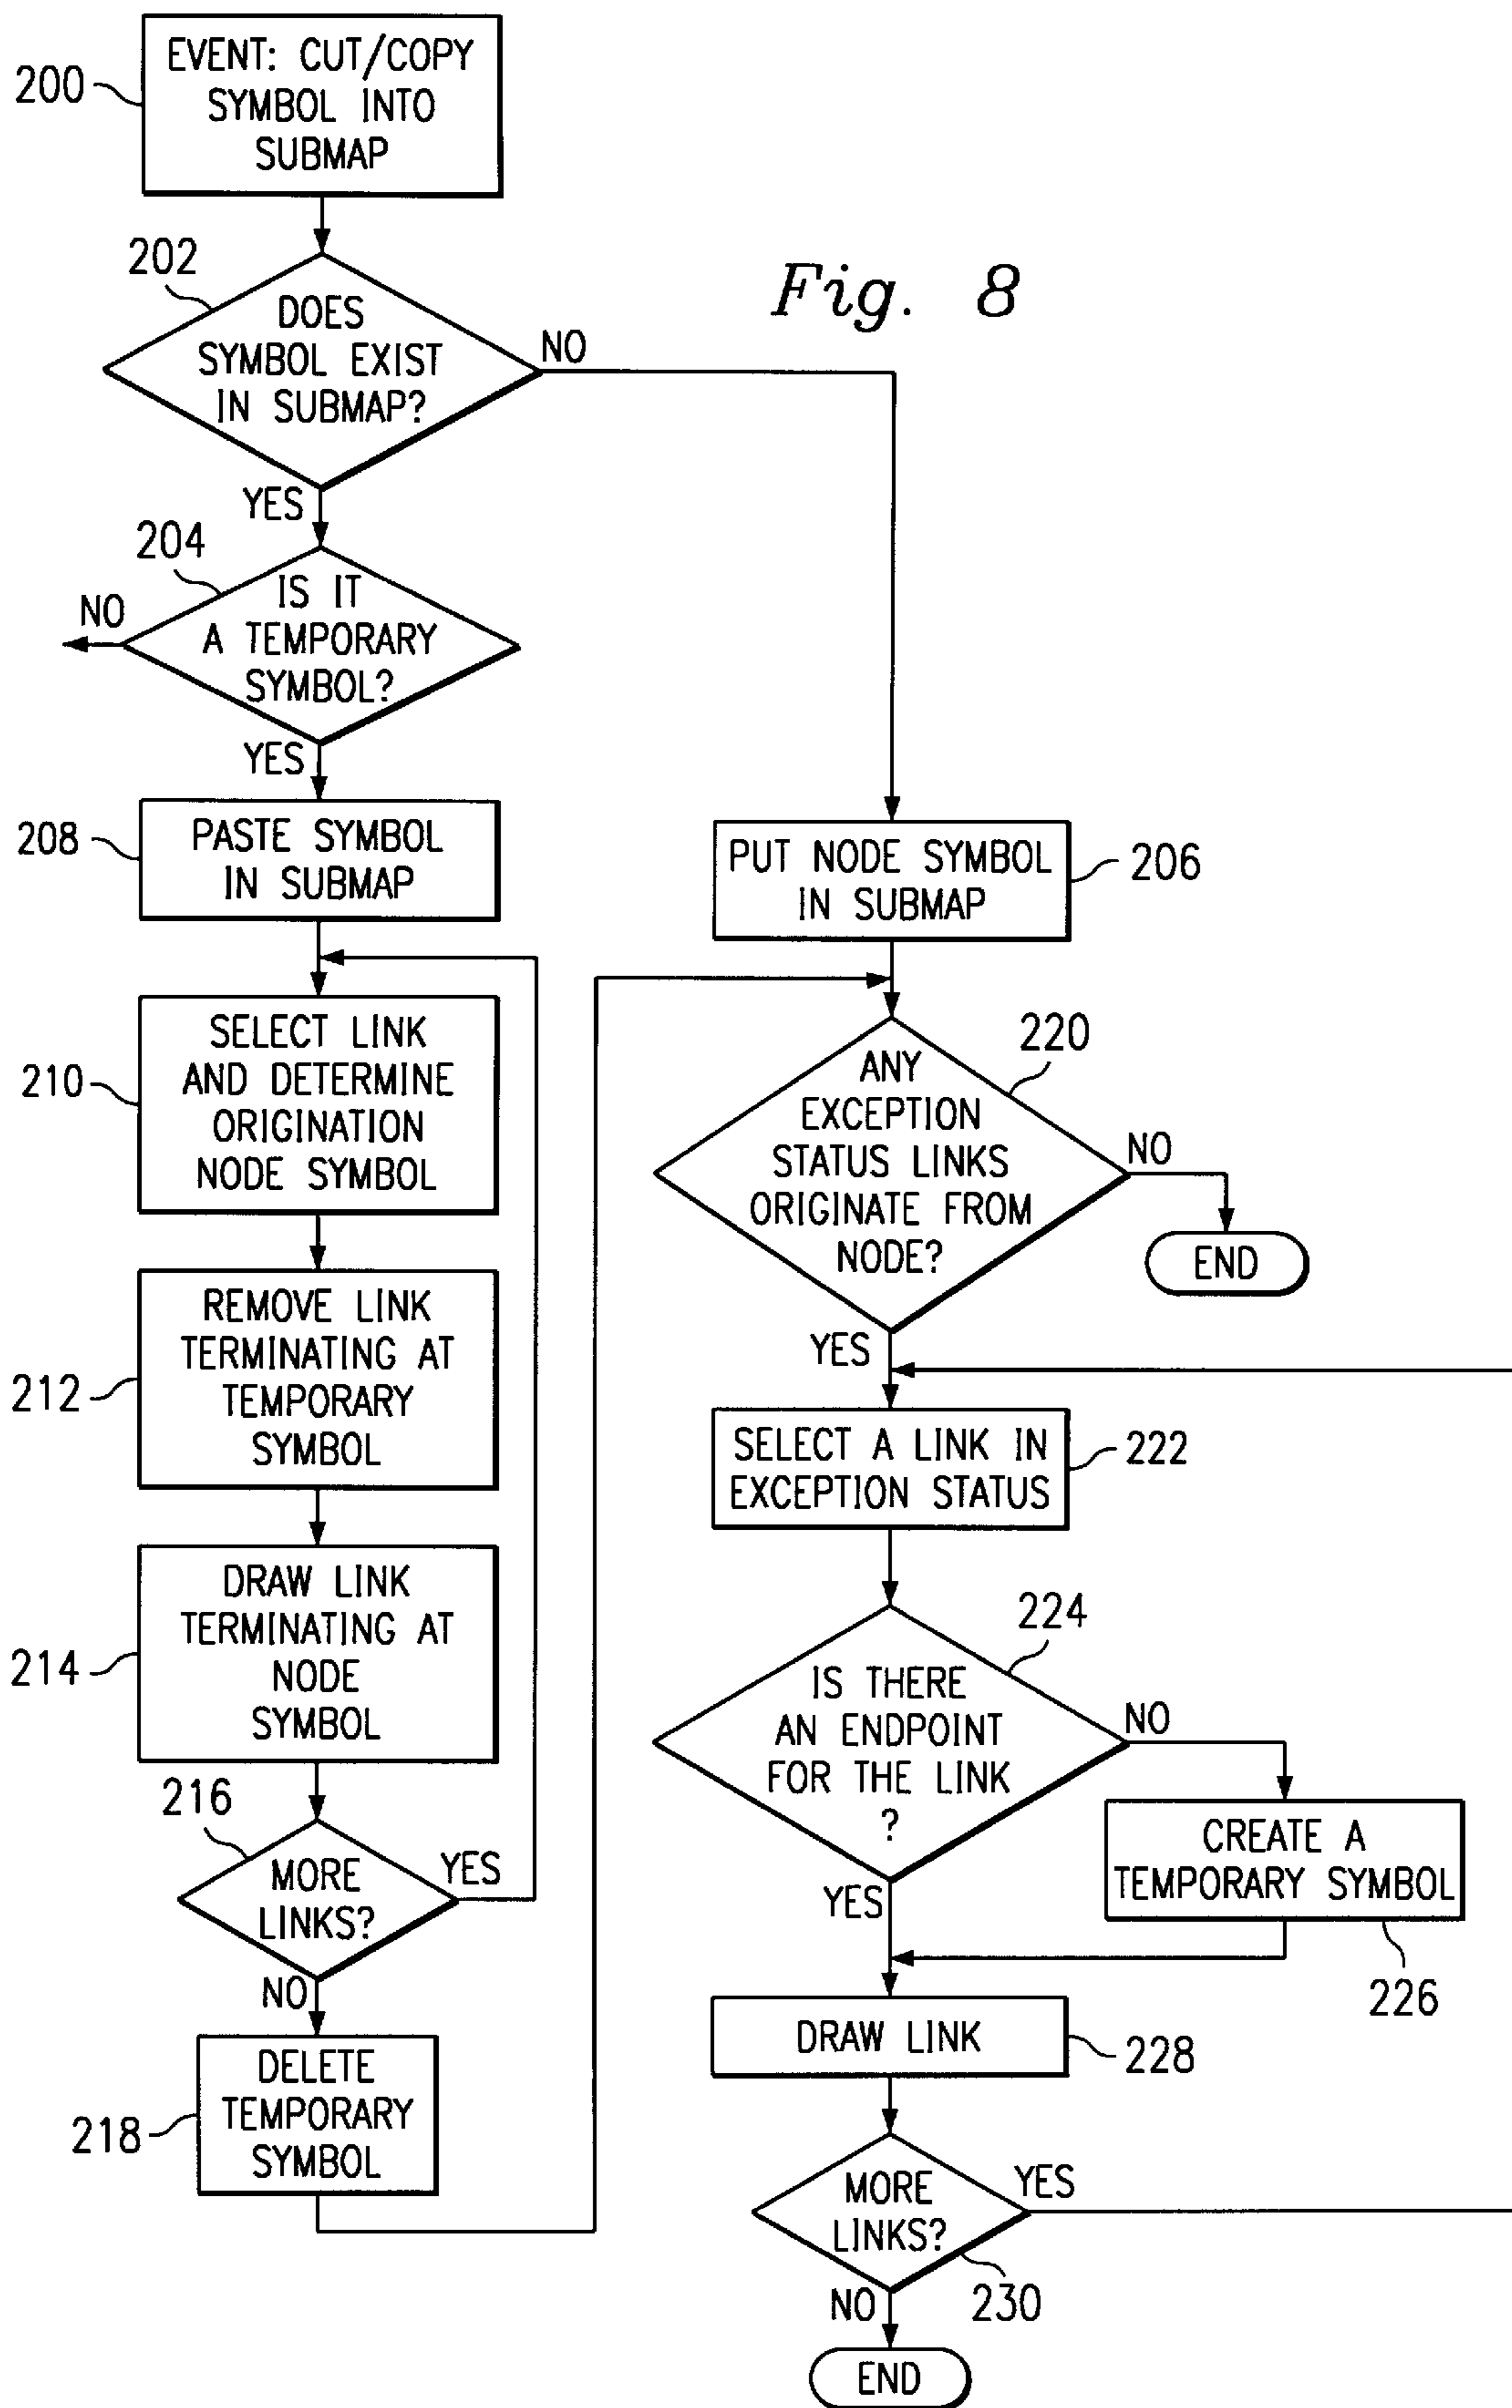 200
EVENT: CUT/COPY
SYMBOL INTO
SUBMAP
Fig. 8
202
DOES
SYMBOL EXIST
IN SUBMAP?
NO
YES
204
IS IT
A TEMPORARY
SYMBOL?
NO
YES
208
PASTE SYMBOL
IN SUBMAP
210
SELECT LINK
AND DETERMINE
ORIGINATION
NODE SYMBOL
212
REMOVE LINK
TERMINATING AT
TEMPORARY
SYMBOL
214
DRAW LINK
TERMINATING AT
NODE
SYMBOL
216
MORE
LINKS?
YES
NO
218
DELETE
TEMPORARY
SYMBOL
PUT NODE SYMBOL
IN SUBMAP
206
220
ANY
EXCEPTION
STATUS LINKS
ORIGINATE FROM
NODE?
NO
END
YES
SELECT A LINK IN
EXCEPTION STATUS
222
224
IS THERE
AN ENDPOINT
FOR THE LINK
?
NO
YES
CREATE A
TEMPORARY SYMBOL
226
DRAW LINK
228
MORE
LINKS?
YES
230
NO
END